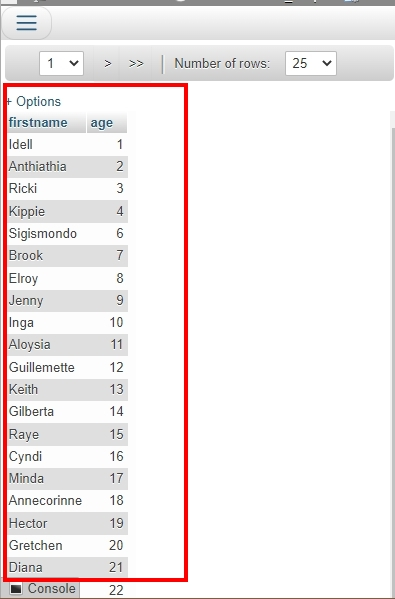 1 > >> | Number of rows: 25
+ Options
firstname age
Idell 1
Anthiathia 2
Ricki 3
Kippie 4
Sigismondo 6
Brook 7
Elroy 8
Jenny 9
Inga 10
Aloysia 11
Guillemette 12
Keith 13
Gilberta 14
Raye 15
Cyndi 16
Minda 17
Annecorinne 18
Hector 19
Gretchen 20
Diana 21
Console 22